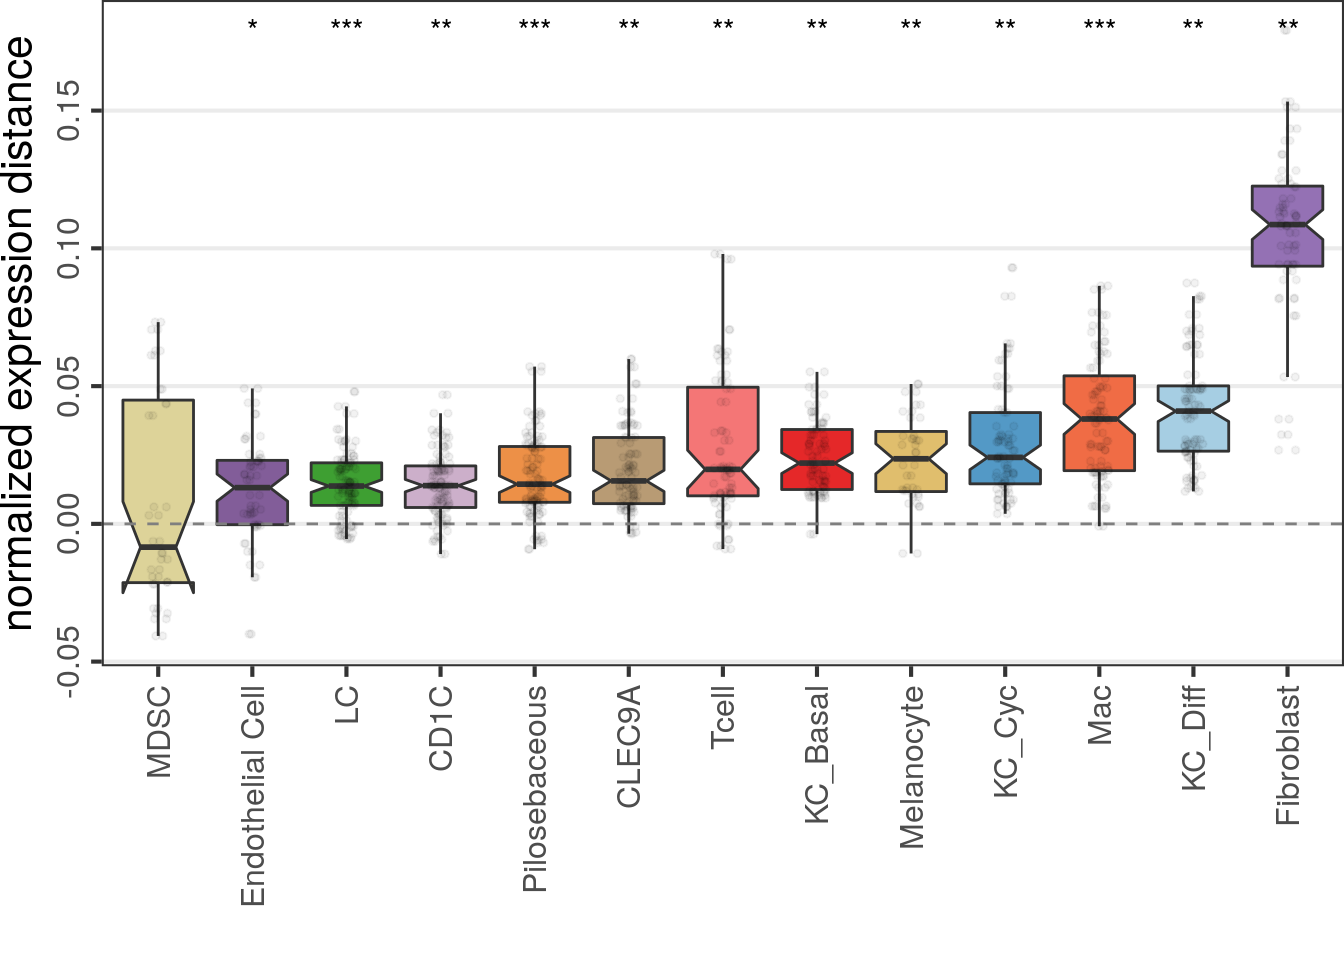 * *** ** *** ** ** ** ** ** *** ** **
normalized expression distance
0.15
0.10
0.05
0.00
-0.05
MDSC
Endothelial Cell
LC
CD1C
Pilosebaceous
CLEC9A
Tcell
KC_Basal
Melanocyte
KC_Cyc
Mac
KC_Diff
Fibroblast